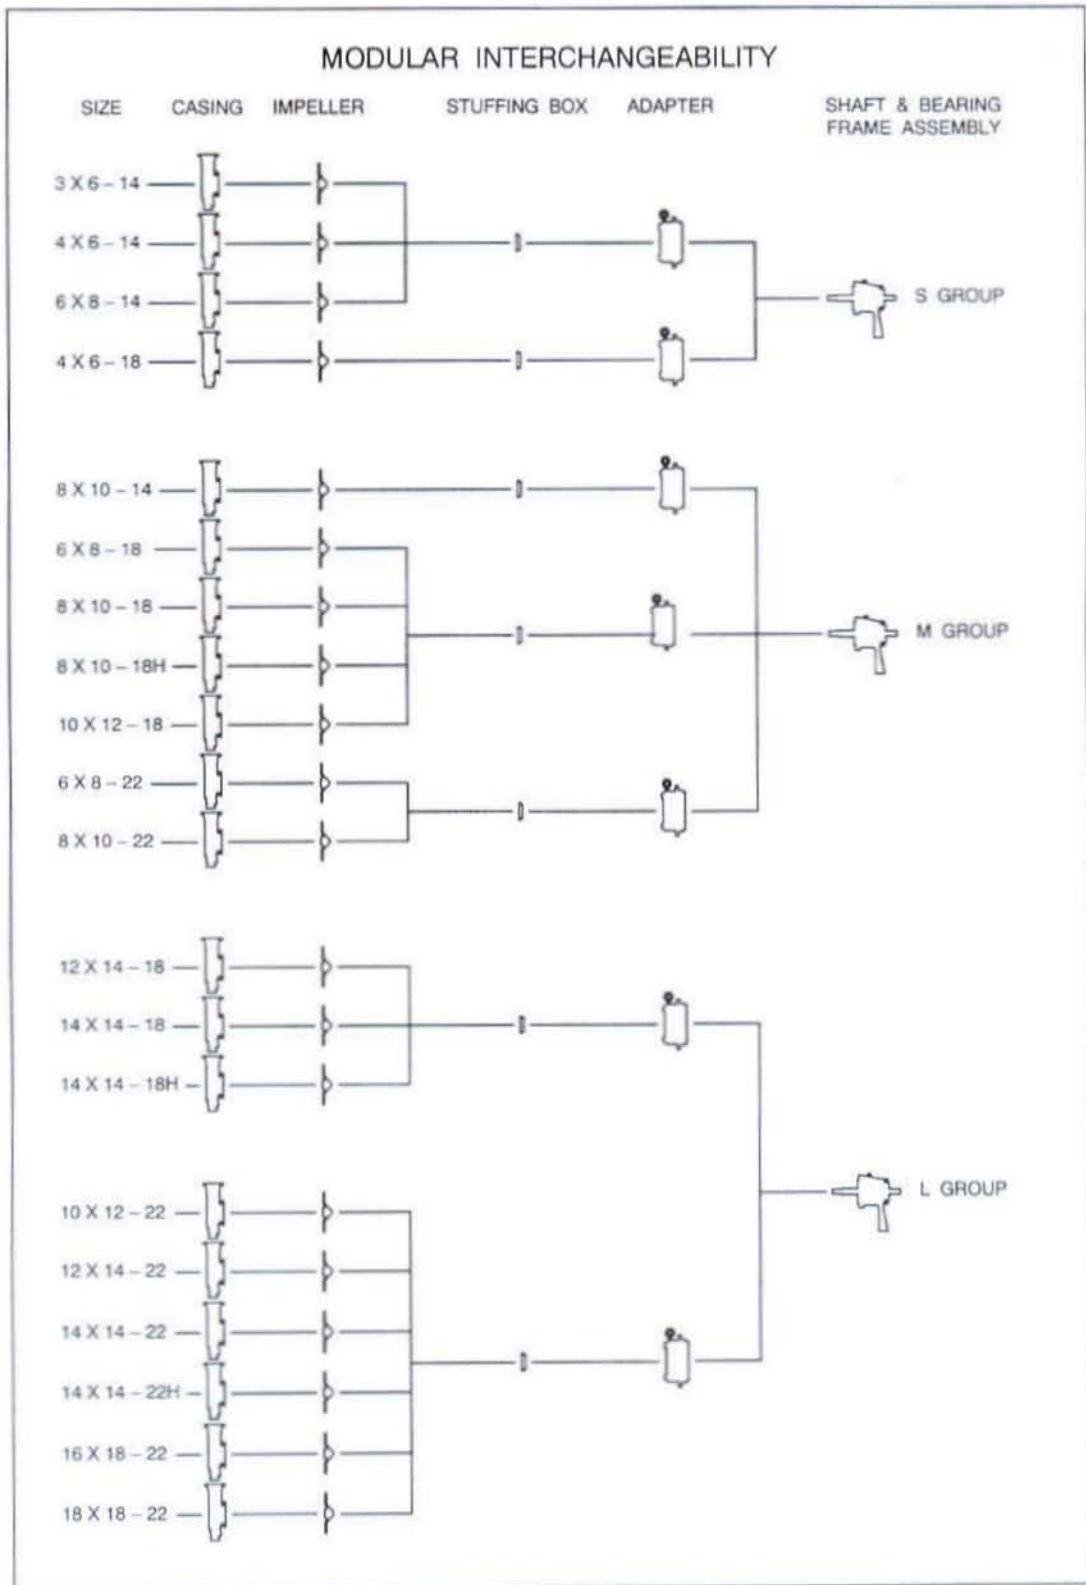 MODULAR INTERCHANGEABILITY
SIZE CASING IMPELLER STUFFING BOX ADAPTER SHAFT & BEARING
FRAME ASSEMBLY
3 X 6 – 14
4 X 6 – 14
6 X 8 – 14
S GROUP
4 X 6 – 18
8 X 10 – 14
6 X 8 – 18
8 X 10 – 18
M GROUP
8 X 10 – 18H
10 X 12 – 18
6 X 8 – 22
8 X 10 – 22
12 X 14 – 18
14 X 14 – 18
14 X 14 – 18H
L GROUP
10 X 12 – 22
12 X 14 – 22
14 X 14 – 22
14 X 14 – 22H
16 X 18 – 22
18 X 18 – 22